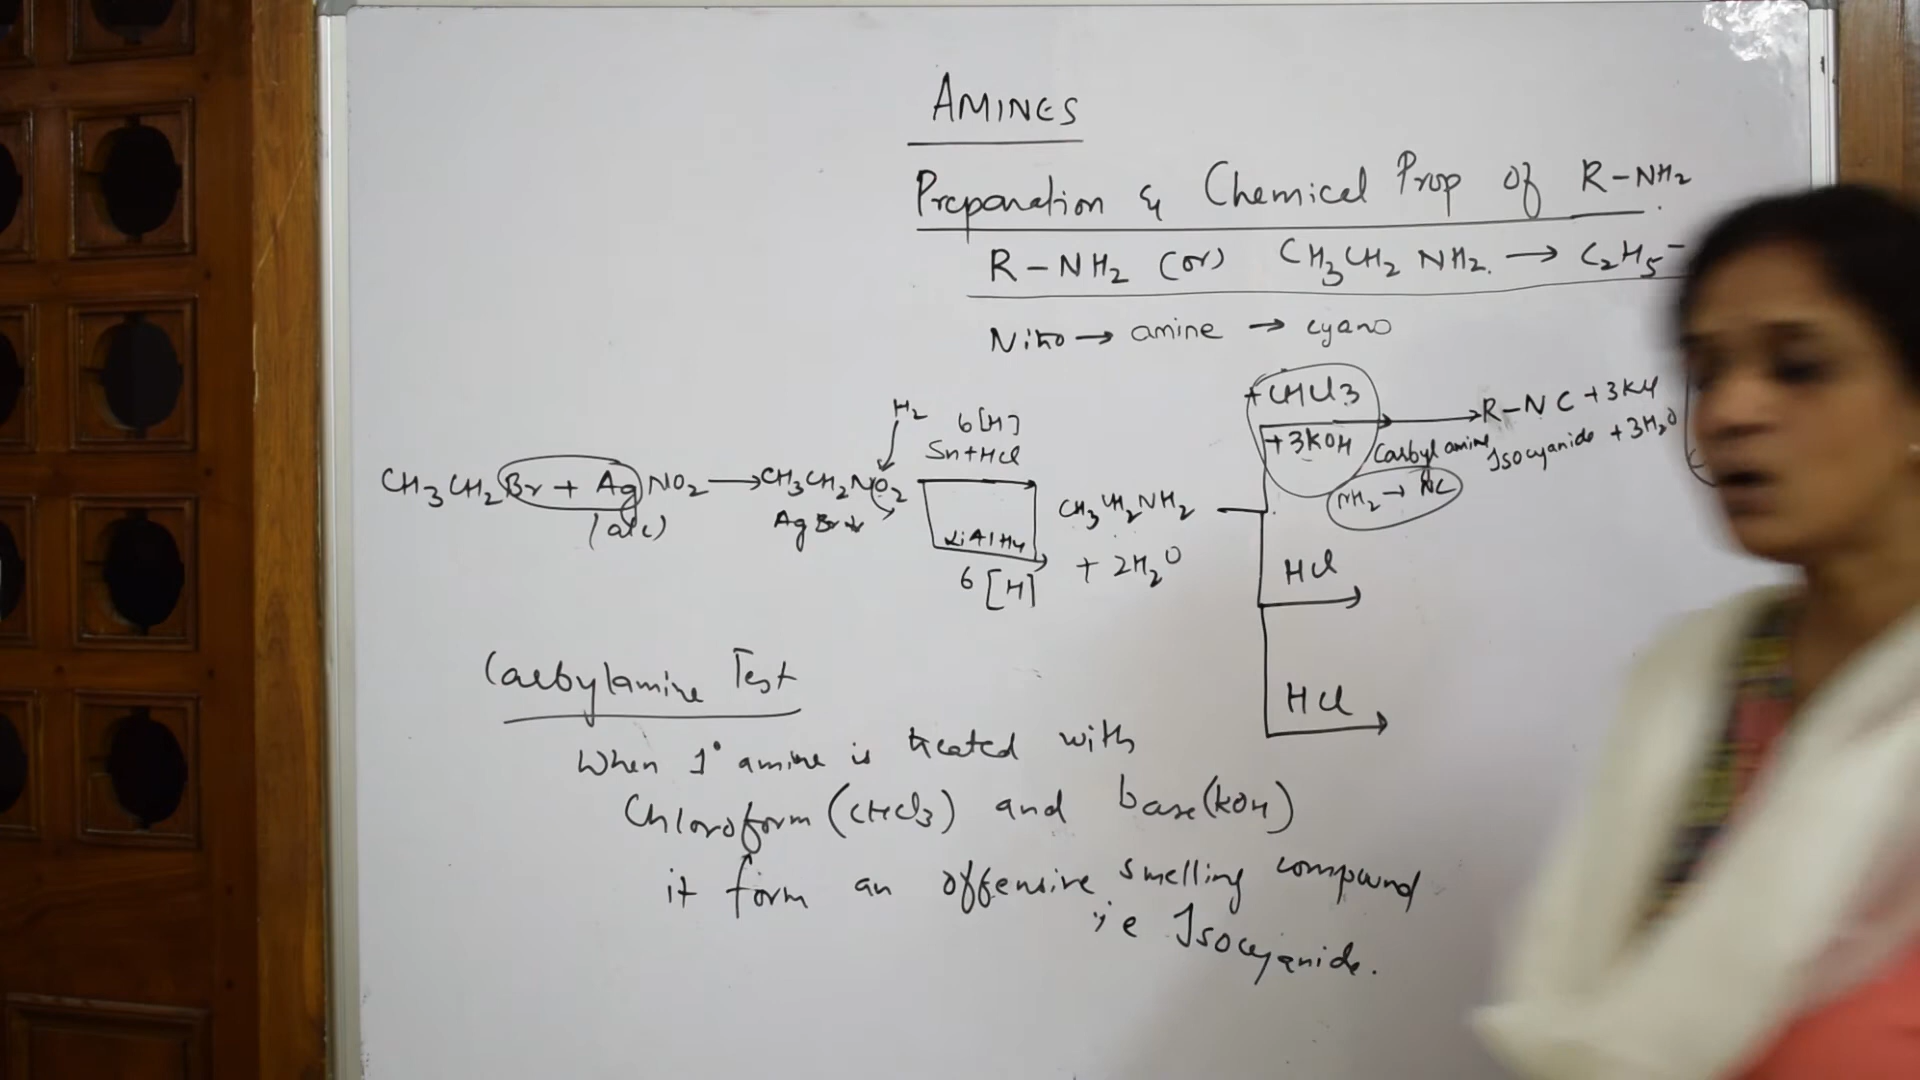 AMINES
Preparation & Chemical Prop of R-NH2
R-NH2 (or) CH3CH2 NH2. → C2H5-
Nitro → amine → cyano
CH3CH2Br + AgNO2 → CH3CH2NO2
(alc)
AgBr↓
H2
6[H]
Sn+HCl
LiAlH4
6[H]
CH3CH2NH2
+ 2H2O
+CHCl3
+3KOH
Carbylamine
NH2 → NC
R-NC + 3KCl
Isocyanide + 3H2O
HCl
HCl
Carbylamine Test
When 1° amine is treated with
Chloroform (CHCl3) and base(KOH)
it form an offensive smelling compound
i.e Isocyanide.